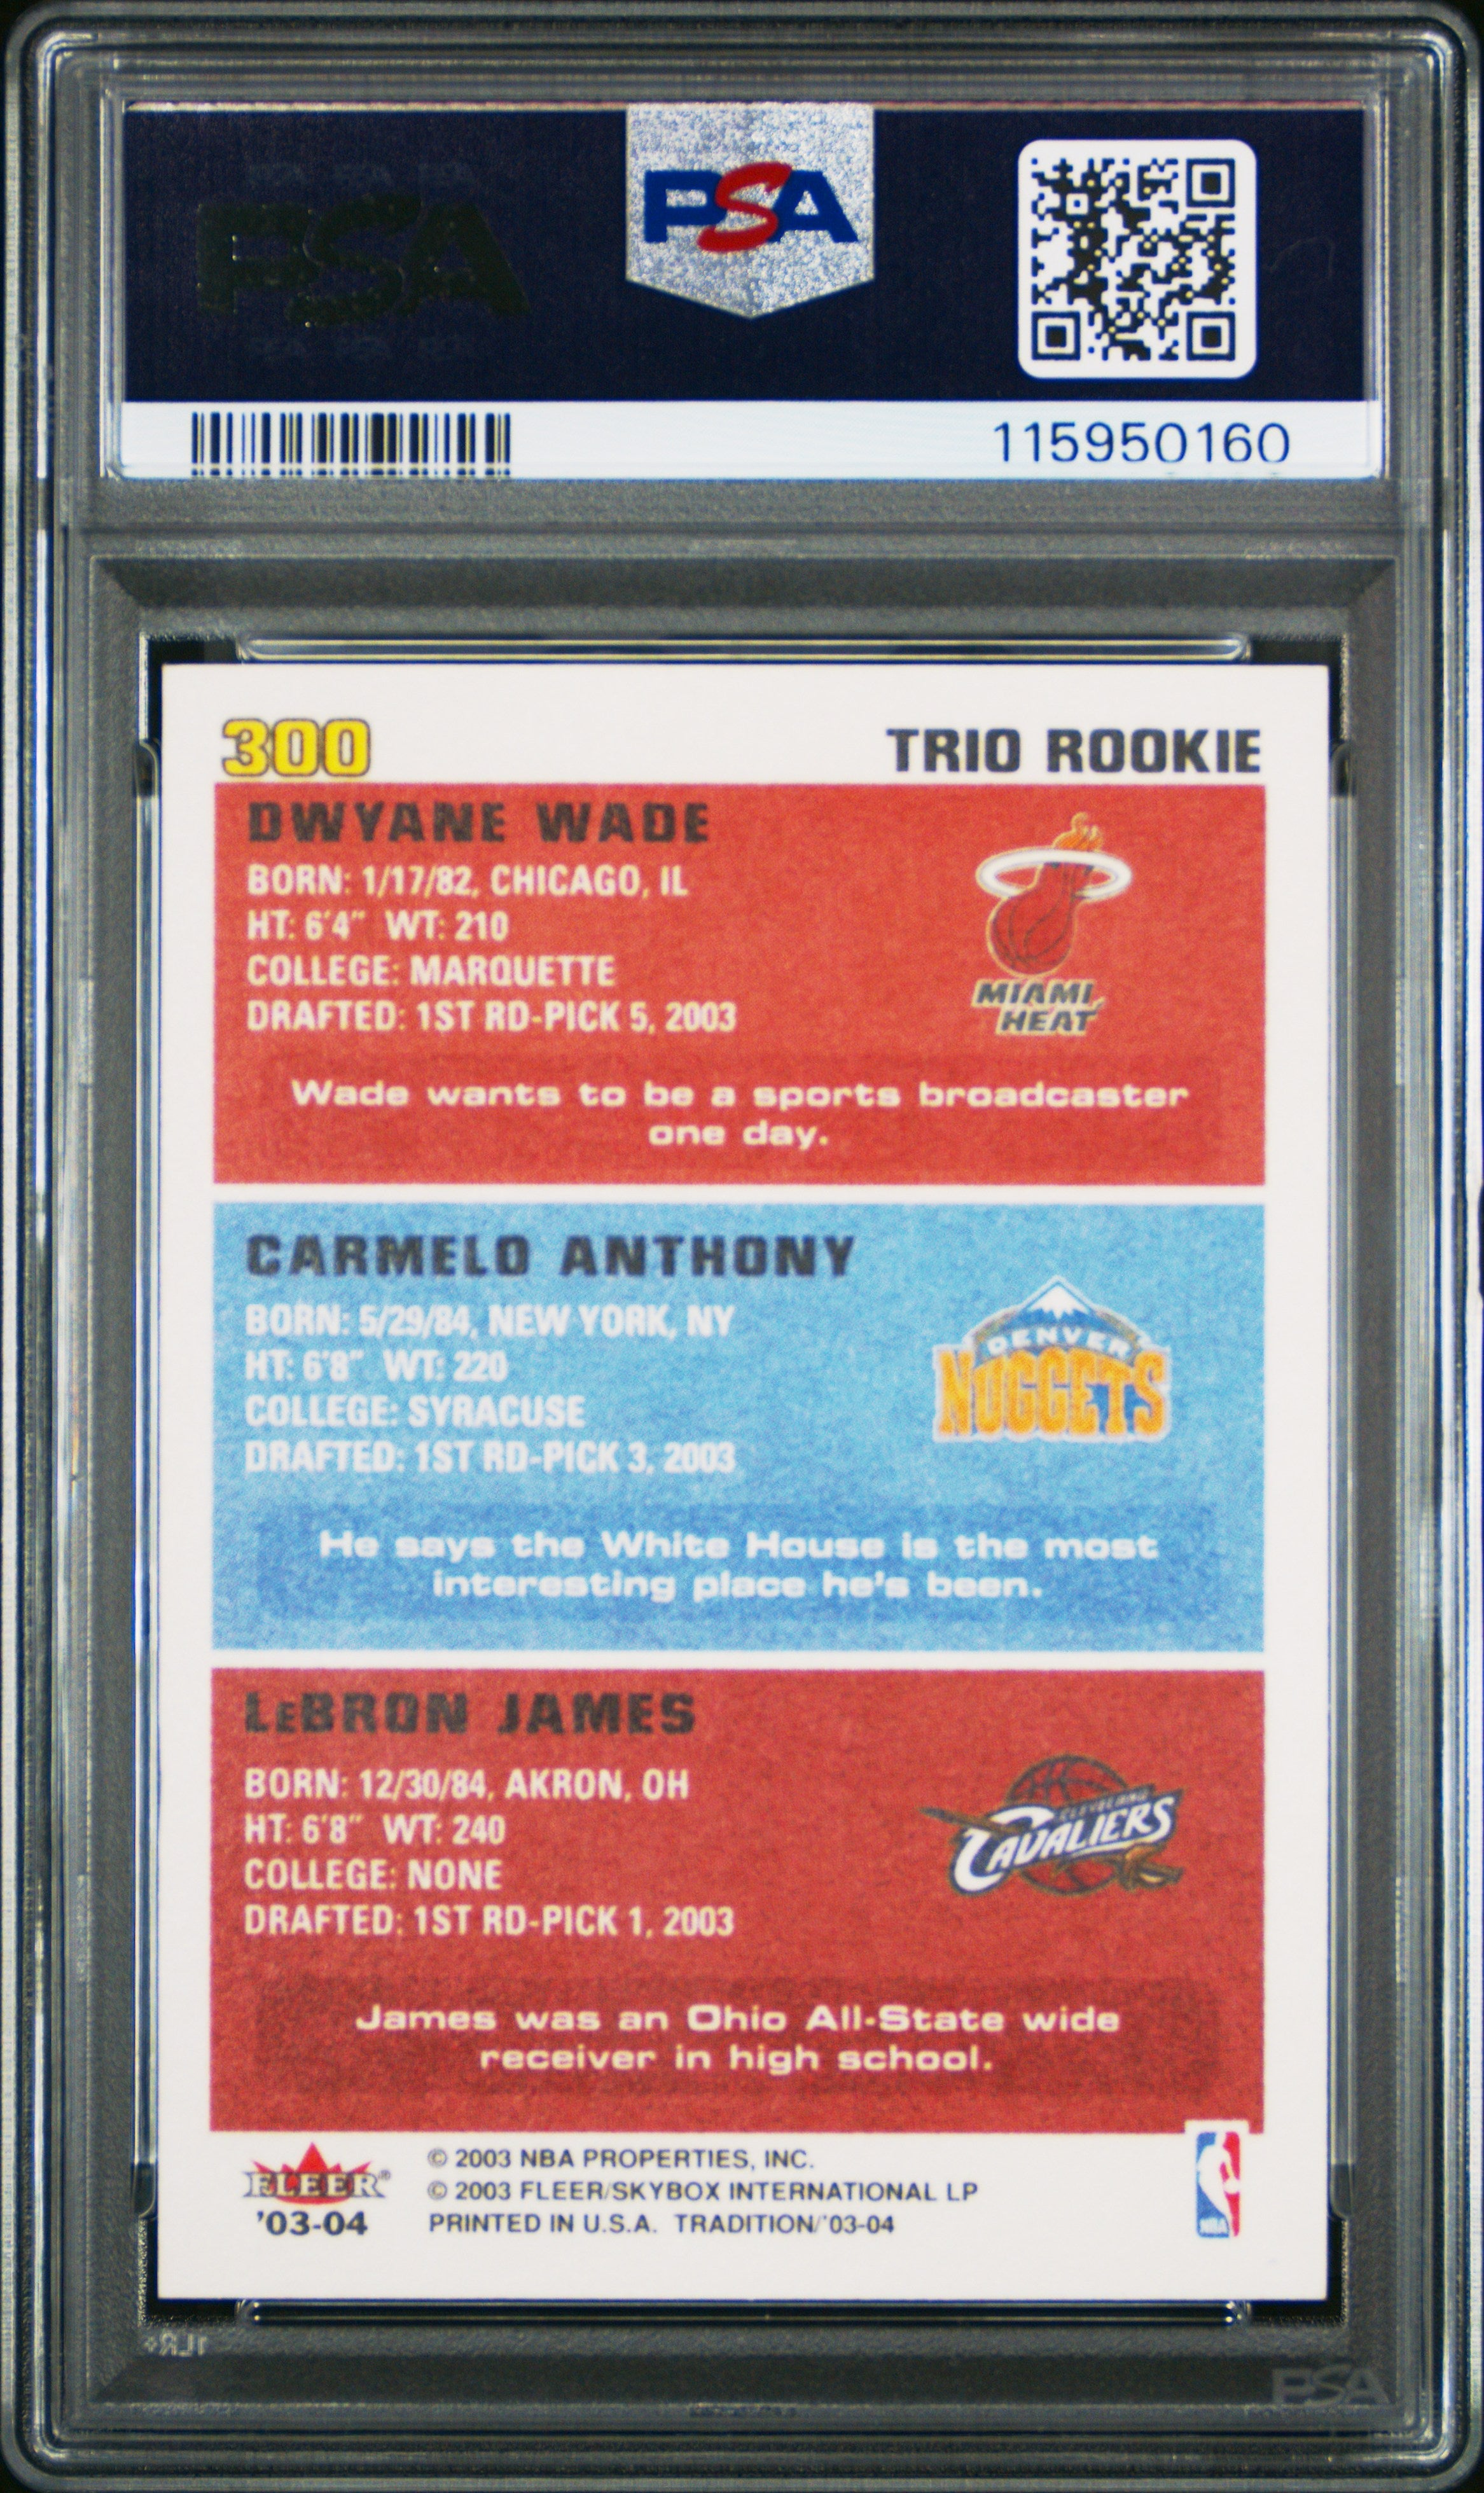 PSA
PSA
115950160
300
TRIO ROOKIE
DWYANE WADE
BORN: 1/17/82, CHICAGO, IL
HT: 6'4" WT: 210
COLLEGE: MARQUETTE
DRAFTED: 1ST RD-PICK 5, 2003
MIAMI
HEAT
Wade wants to be a sports broadcaster
one day.
CARMELO ANTHONY
BORN: 5/29/84, NEW YORK, NY
HT: 6'8" WT: 220
COLLEGE: SYRACUSE
DRAFTED: 1ST RD-PICK 3, 2003
DENVER
NUGGETS
He says the White House is the most
interesting place he's been.
LeBRON JAMES
BORN: 12/30/84, AKRON, OH
HT: 6'8" WT: 240
COLLEGE: NONE
DRAFTED: 1ST RD-PICK 1, 2003
CLEVELAND
CAVALIERS
James was an Ohio All-State wide
receiver in high school.
FLEER®
'03-04
© 2003 NBA PROPERTIES, INC.
© 2003 FLEER/SKYBOX INTERNATIONAL LP
PRINTED IN U.S.A. TRADITION/'03-04
NBA
PSA